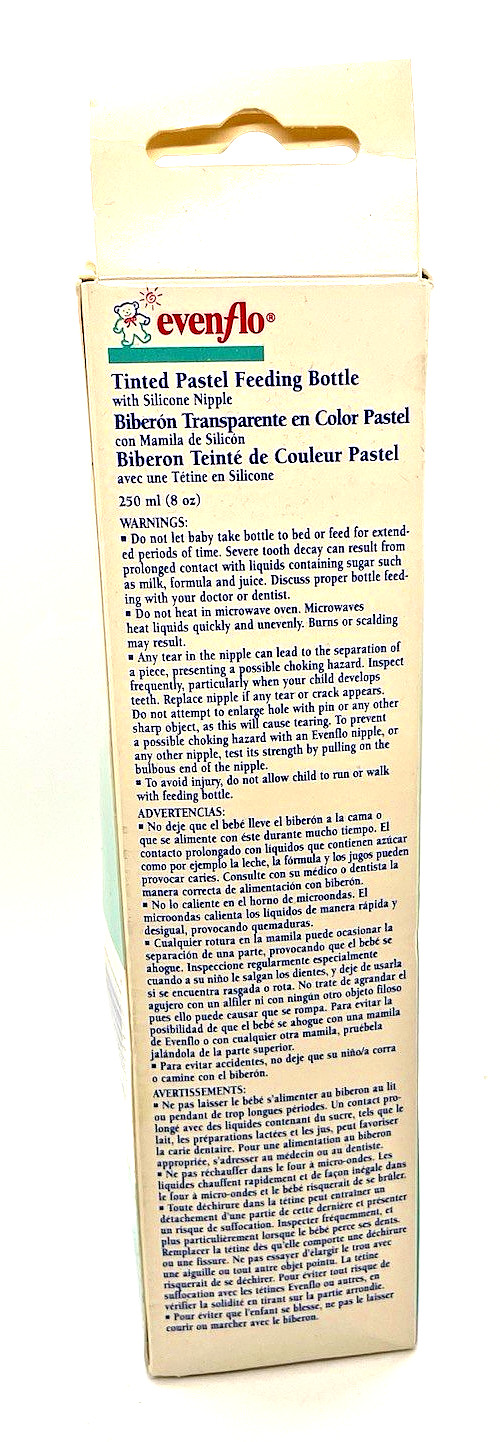 evenflo®
Tinted Pastel Feeding Bottle
with Silicone Nipple
Biberón Transparente en Color Pastel
con Mamila de Silicón
Biberon Teinté de Couleur Pastel
avec une Tétine en Silicone
250 ml (8 oz)
WARNINGS:
▪ Do not let baby take bottle to bed or feed for extend-
ed periods of time. Severe tooth decay can result from
prolonged contact with liquids containing sugar such
as milk, formula and juice. Discuss proper bottle feed-
ing with your doctor or dentist.
▪ Do not heat in microwave oven. Microwaves
heat liquids quickly and unevenly. Burns or scalding
may result.
▪ Any tear in the nipple can lead to the separation of
a piece, presenting a possible choking hazard. Inspect
frequently, particularly when your child develops
teeth. Replace nipple if any tear or crack appears.
Do not attempt to enlarge hole with pin or any other
sharp object, as this will cause tearing. To prevent
a possible choking hazard with an Evenflo nipple, or
any other nipple, test its strength by pulling on the
bulbous end of the nipple.
▪ To avoid injury, do not allow child to run or walk
with feeding bottle.
ADVERTENCIAS:
▪ No deje que el bebé lleve el biberón a la cama o
que se alimente con éste durante mucho tiempo. El
contacto prolongado con líquidos que contienen azúcar
como por ejemplo la leche, la fórmula y los jugos pueden
provocar caries. Consulte con su médico o dentista la
manera correcta de alimentación con biberón.
▪ No lo caliente en el horno de microondas. El
microondas calienta los líquidos de manera rápida y
desigual, provocando quemaduras.
▪ Cualquier rotura en la mamila puede ocasionar la
separación de una parte, provocando que el bebé se
ahogue. Inspeccione regularmente especialmente
cuando a su niño le salgan los dientes, y deje de usarla
si se encuentra rasgada o rota. No trate de agrandar el
agujero con un alfiler ni con ningún otro objeto filoso
pues ello puede causar que se rompa. Para evitar la
posibilidad de que el bebé se ahogue con una mamila
de Evenflo o con cualquier otra mamila, pruébela
jalándola de la parte superior.
▪ Para evitar accidentes, no deje que su niño/a corra
o camine con el biberón.
AVERTISSEMENTS:
▪ Ne pas laisser le bébé s'alimenter au biberon au lit
ou pendant de trop longues périodes. Un contact pro-
longé avec des liquides contenant du sucre, tels que le
lait, les préparations lactées et les jus, peut favoriser
la carie dentaire. Pour une alimentation au biberon
appropriée, s'adresser au médecin ou au dentiste.
▪ Ne pas réchauffer dans le four à micro-ondes. Les
liquides chauffent rapidement et de façon inégale dans
le four à micro-ondes et le bébé risquerait de se brûler.
▪ Toute déchirure dans la tétine peut entraîner un
détachement d'une partie de cette dernière et présenter
un risque de suffocation. Inspecter fréquemment, et
plus particulièrement lorsque le bébé perce ses dents.
Remplacer la tétine dès qu'elle comporte une déchirure
ou une fissure. Ne pas essayer d'élargir le trou avec
une aiguille ou tout autre objet pointu. La tétine
risquerait de se déchirer. Pour éviter tout risque de
suffocation avec les tétines Evenflo ou autres, en
vérifier la solidité en tirant sur la partie arrondie.
▪ Pour éviter que l'enfant se blesse, ne pas le laisser
courir ou marcher avec le biberon.